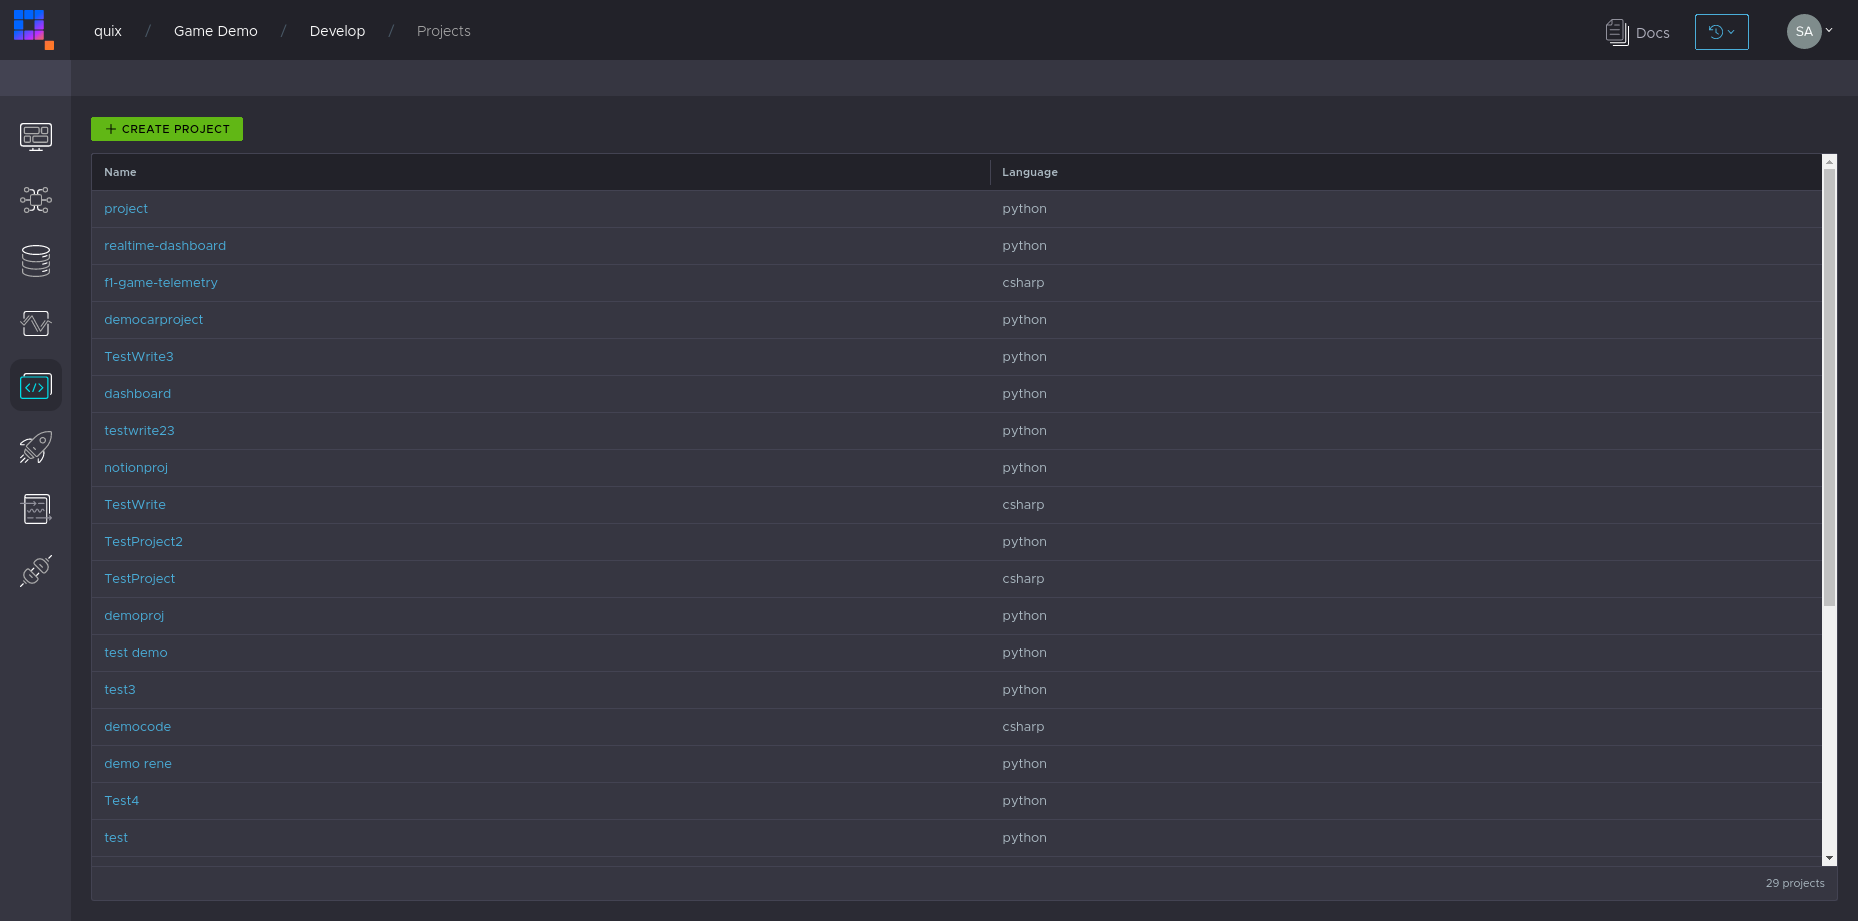 quix / Game Demo / Develop / Projects Docs SA
+ CREATE PROJECT
Name Language
project python
realtime-dashboard python
f1-game-telemetry csharp
democarproject python
TestWrite3 python
dashboard python
testwrite23 python
notionproj python
TestWrite csharp
TestProject2 python
TestProject csharp
demoproj python
test demo python
test3 python
democode csharp
demo rene python
Test4 python
test python
29 projects